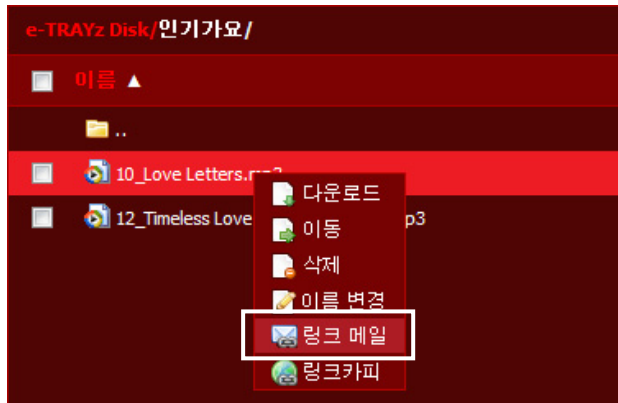 e-TRAYz Disk/인기가요/
이름 ▲
..
10_Love Letters.mp3
다운로드
이동
12_Timeless Love p3
삭제
이름 변경
링크 메일
링크카피